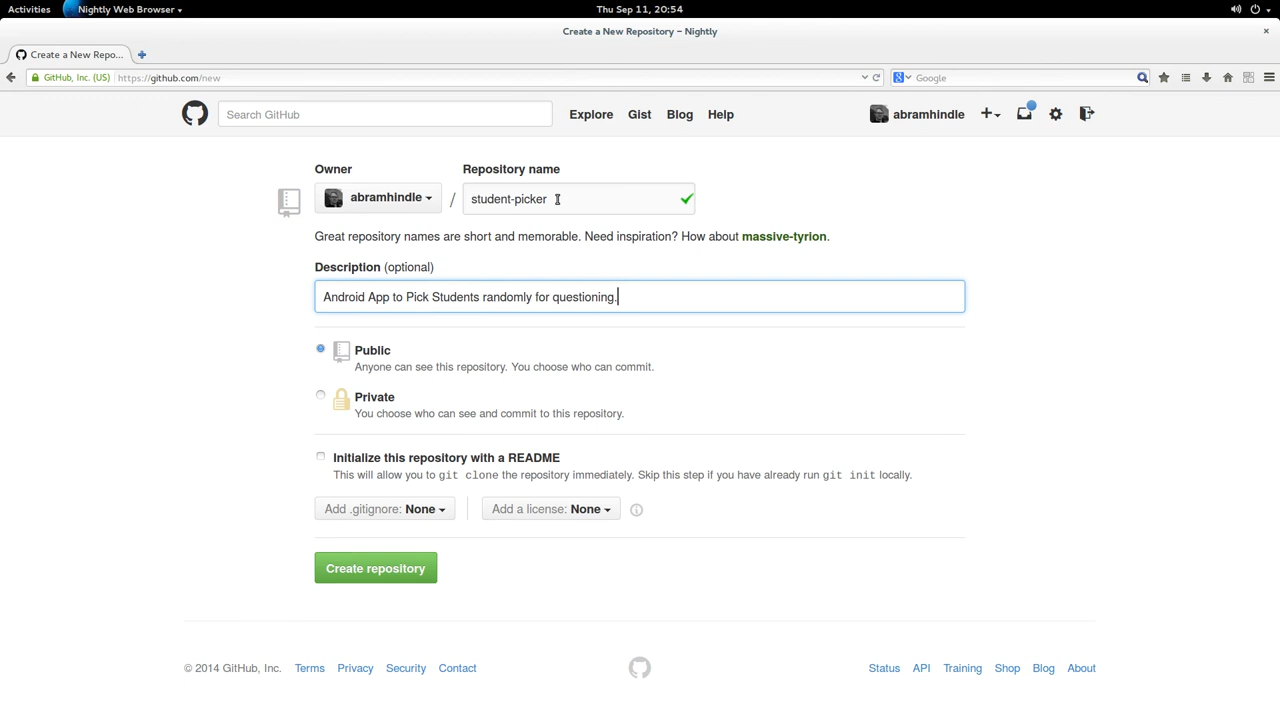 Activities Nightly Web Browser Thu Sep 11, 20:54
Create a New Repository – Nightly
Create a New Repo...
GitHub, Inc. (US) https://github.com/new Google
Search GitHub Explore Gist Blog Help abramhindle
Owner Repository name
abramhindle / student-picker
Great repository names are short and memorable. Need inspiration? How about massive-tyrion.
Description (optional)
Android App to Pick Students randomly for questioning.
Public
Anyone can see this repository. You choose who can commit.
Private
You choose who can see and commit to this repository.
Initialize this repository with a README
This will allow you to git clone the repository immediately. Skip this step if you have already run git init locally.
Add .gitignore: None Add a license: None
Create repository
© 2014 GitHub, Inc. Terms Privacy Security Contact Status API Training Shop Blog About